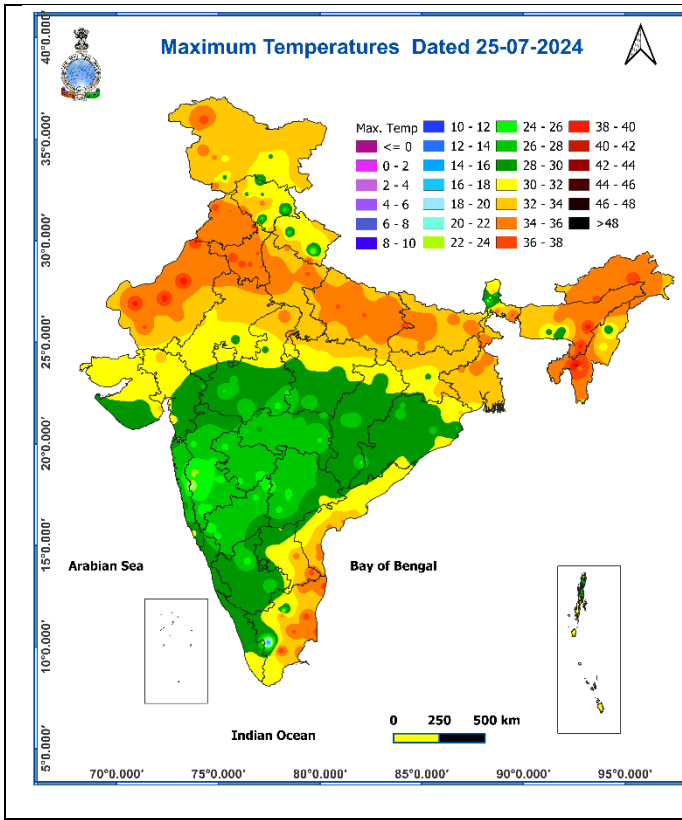 Maximum Temperatures Dated 25-07-2024
Max. Temp
<= 0
0 - 2
2 - 4
4 - 6
6 - 8
8 - 10
10 - 12
12 - 14
14 - 16
16 - 18
18 - 20
20 - 22
22 - 24
24 - 26
26 - 28
28 - 30
30 - 32
32 - 34
34 - 36
36 - 38
38 - 40
40 - 42
42 - 44
44 - 46
46 - 48
>48
40°0.000'
35°0.000'
30°0.000'
25°0.000'
20°0.000'
15°0.000'
10°0.000'
5°0.000'
Arabian Sea
Bay of Bengal
Indian Ocean
0 250 500 km
70°0.000' 75°0.000' 80°0.000' 85°0.000' 90°0.000' 95°0.000'